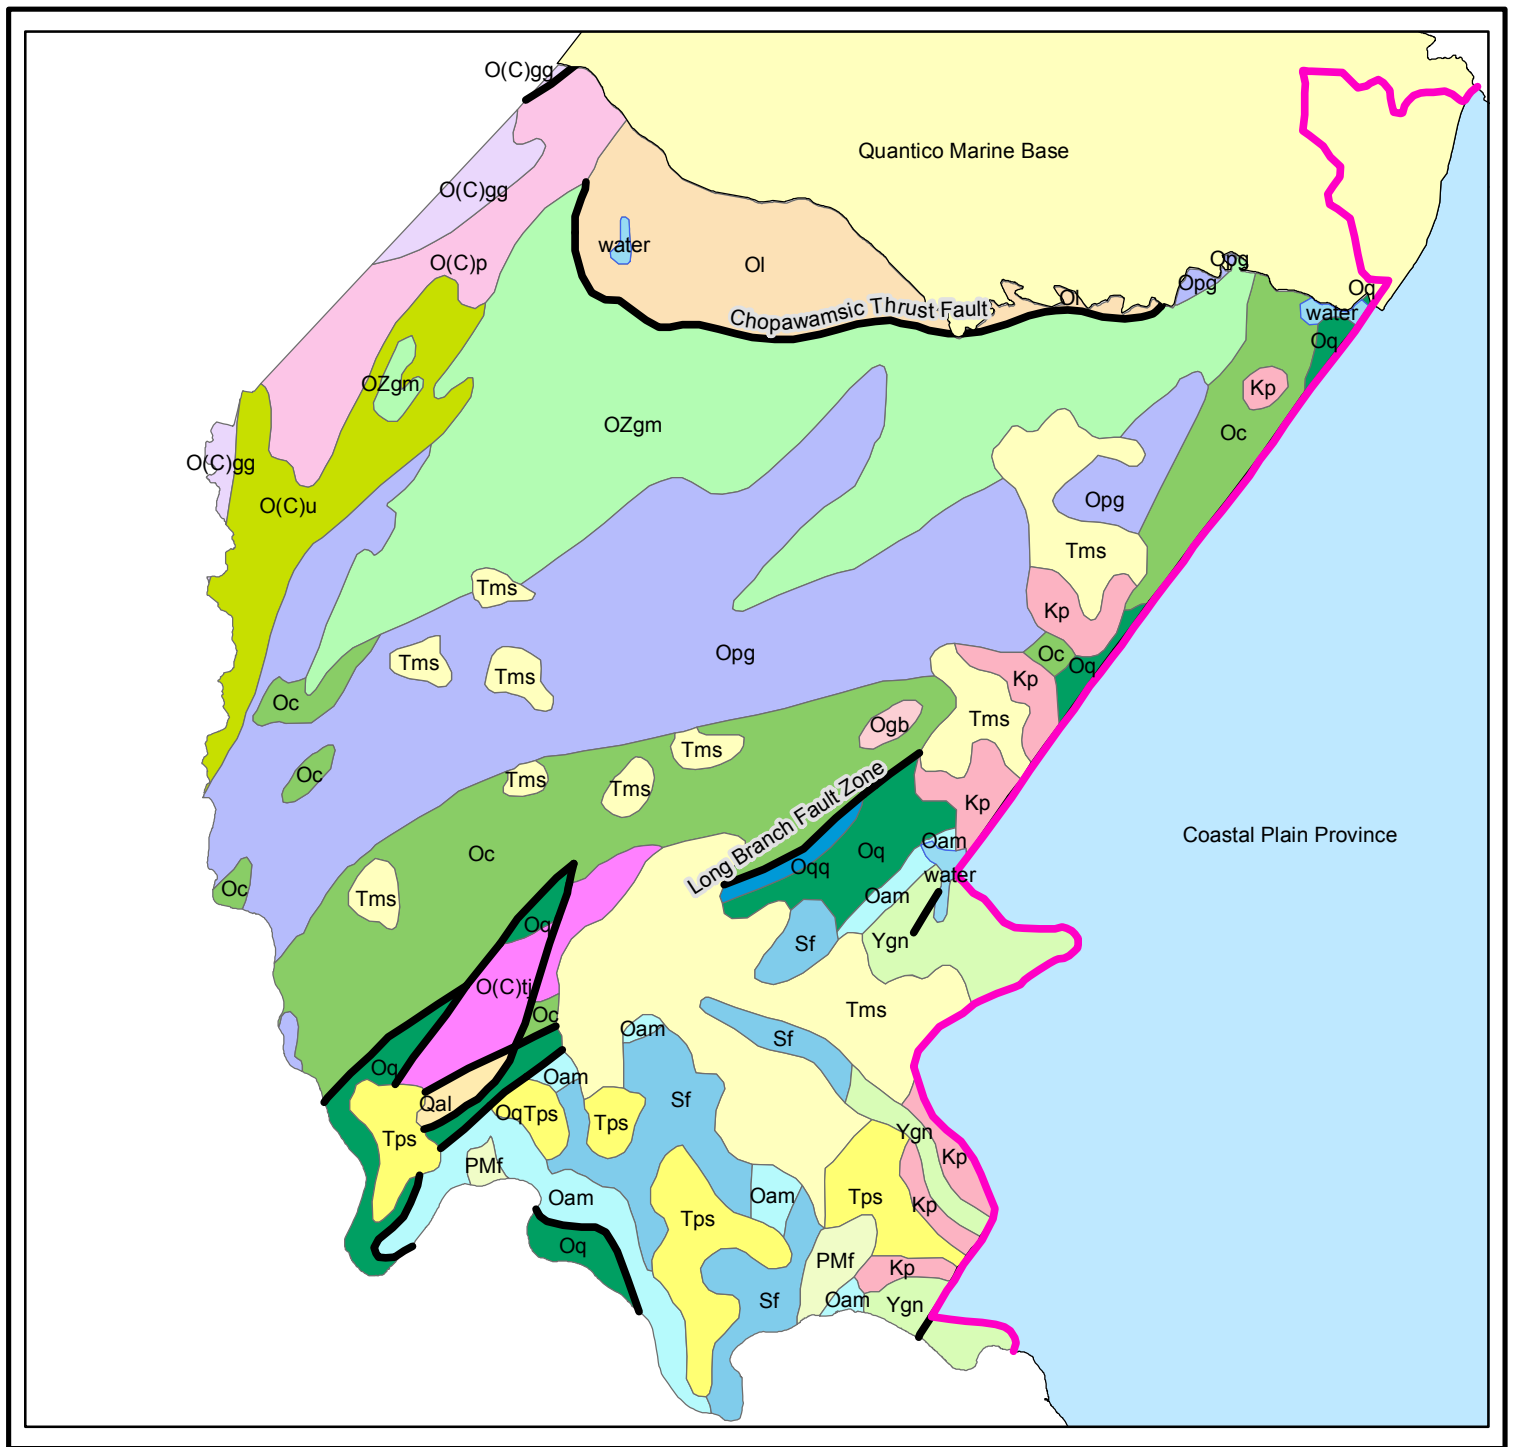 O(C)gg
Quantico Marine Base
O(C)gg
water
Ol
O(C)p
Opg
Opg
Ol
Oq
water
Chopawamsic Thrust Fault
Oq
OZgm
Kp
OZgm
Oc
O(C)gg
O(C)u
Opg
Tms
Tms
Kp
Opg
Oc
Oq
Tms
Tms
Kp
Oc
Ogb
Tms
Tms
Oc
Tms
Tms
Kp
Long Branch Fault Zone
Coastal Plain Province
Oam
Oc
Oq
Oqq
water
Oc
Tms
Oam
Oq
Sf
Ygn
O(C)tj
Tms
Oc
Oam
Sf
Oq
Oam
Sf
Qal
OqTps
Tps
Tps
Ygn
Kp
PMf
Oam
Oam
Tps
Kp
Tps
Oq
PMf
Kp
Sf
Oam
Ygn